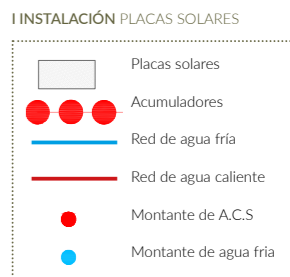 I INSTALACIÓN PLACAS SOLARES
Placas solares
Acumuladores
Red de agua fría
Red de agua caliente
Montante de A.C.S
Montante de agua fria